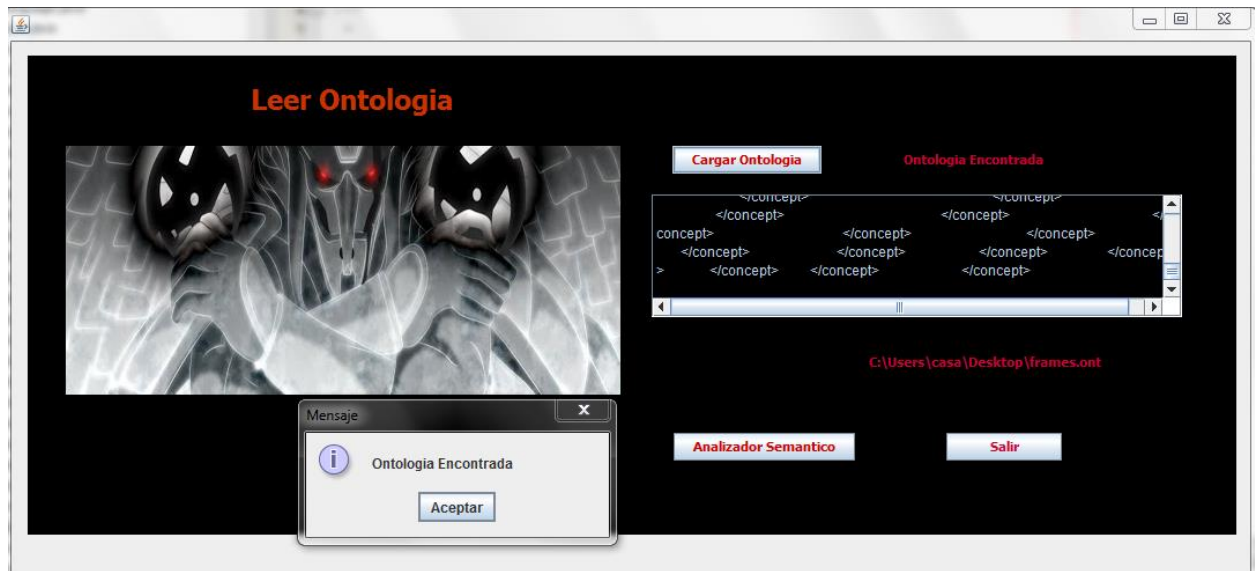 Leer Ontologia
Cargar Ontologia
Ontologia Encontrada
</concept> </concept>
</concept> </concept> </
concept> </concept> </concept>
</concept> </concept> </concept> </concep
> </concept> </concept> </concept>
C:\Users\casa\Desktop\frames.ont
Mensaje
X
i
Ontologia Encontrada
Aceptar
Analizador Semantico
Salir